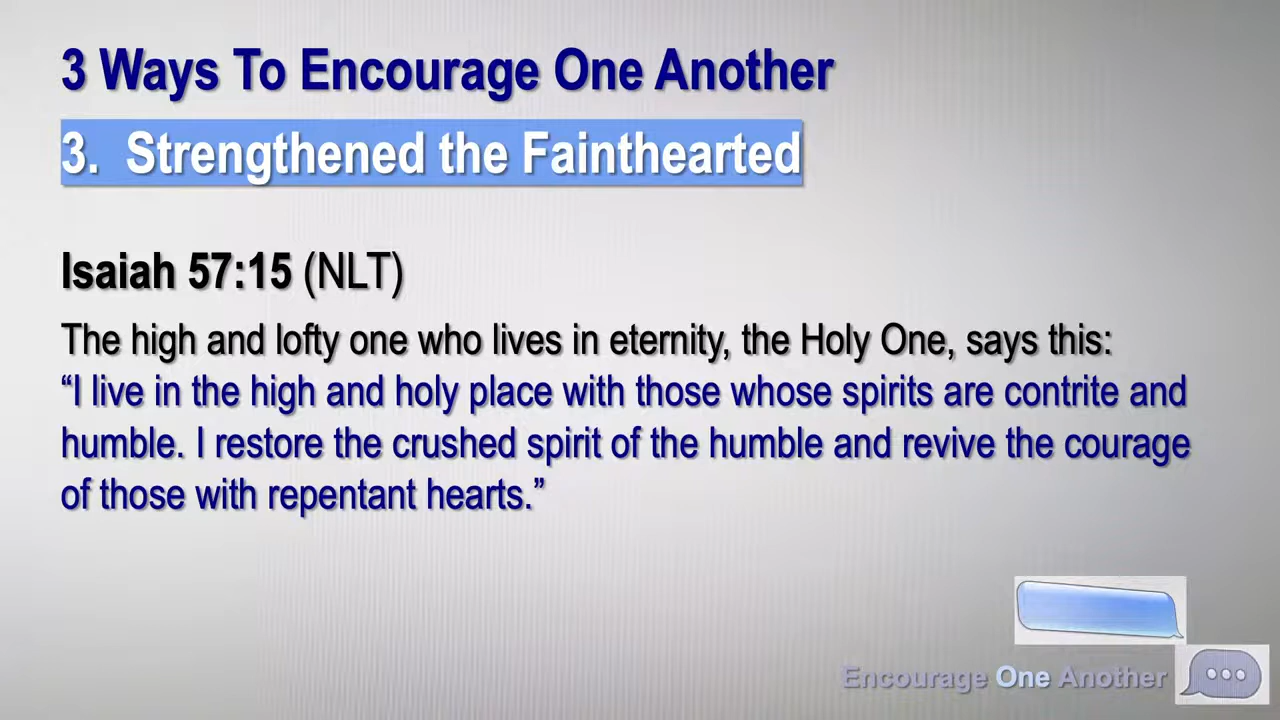 3 Ways To Encourage One Another
3. Strengthened the Fainthearted
Isaiah 57:15 (NLT)
The high and lofty one who lives in eternity, the Holy One, says this:
“I live in the high and holy place with those whose spirits are contrite and
humble. I restore the crushed spirit of the humble and revive the courage
of those with repentant hearts.”
Encourage One Another